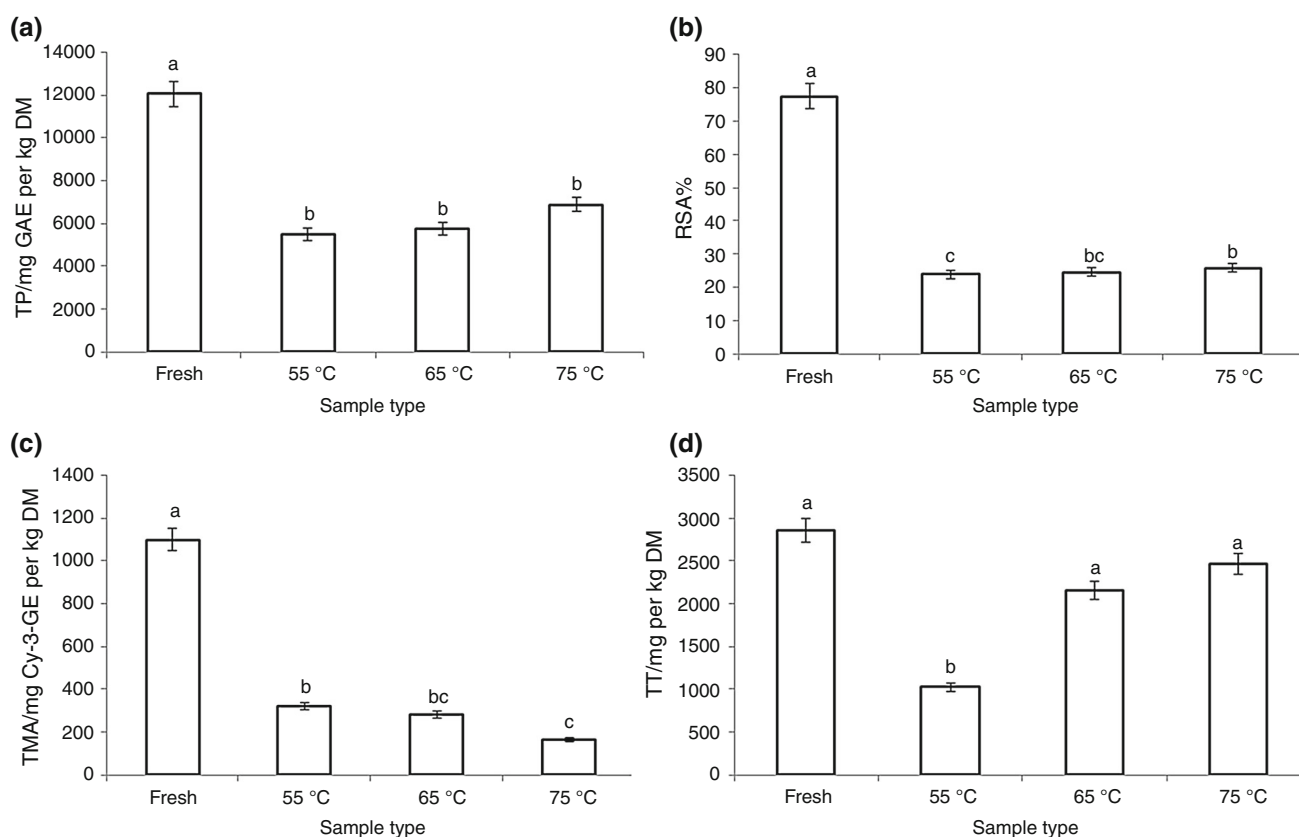 (a)
TP/mg GAE per kg DM
14000
12000
10000
8000
6000
4000
2000
0
a
b
b
b
Fresh
55 °C
65 °C
75 °C
Sample type
(b)
RSA%
90
80
70
60
50
40
30
20
10
0
a
c
bc
b
Fresh
55 °C
65 °C
75 °C
Sample type
(c)
TMA/mg Cy-3-GE per kg DM
1400
1200
1000
800
600
400
200
0
a
b
bc
c
Fresh
55 °C
65 °C
75 °C
Sample type
(d)
TT/mg per kg DM
3500
3000
2500
2000
1500
1000
500
0
a
b
a
a
Fresh
55 °C
65 °C
75 °C
Sample type